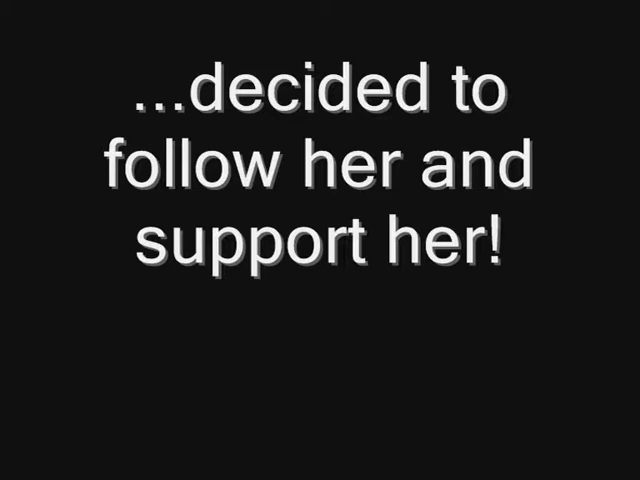 ...decided to
follow her and
support her!